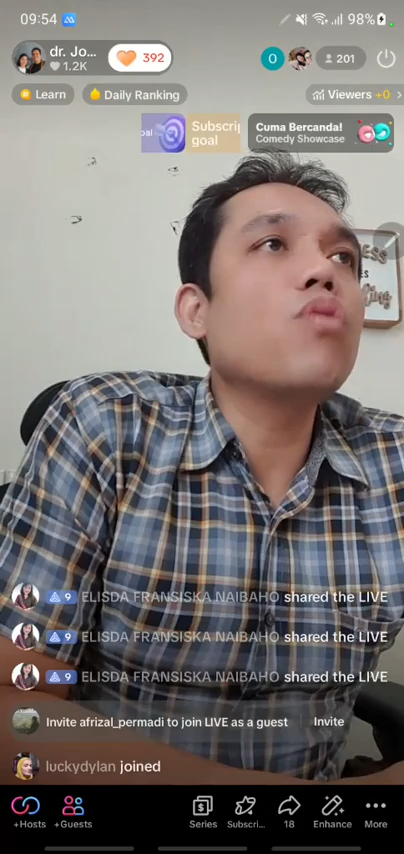 09:54
98%
dr. Jo...
1.2K
392
0
201
Learn
Daily Ranking
Viewers +0
Subscrip
goal
Cuma Bercanda!
Comedy Showcase
ELISDA FRANSISKA NAIBAHO shared the LIVE
9
ELISDA FRANSISKA NAIBAHO shared the LIVE
9
ELISDA FRANSISKA NAIBAHO shared the LIVE
9
Invite afrizal_permadi to join LIVE as a guest
Invite
luckydylan joined
+Hosts
+Guests
Series
Subscri...
18
Enhance
More